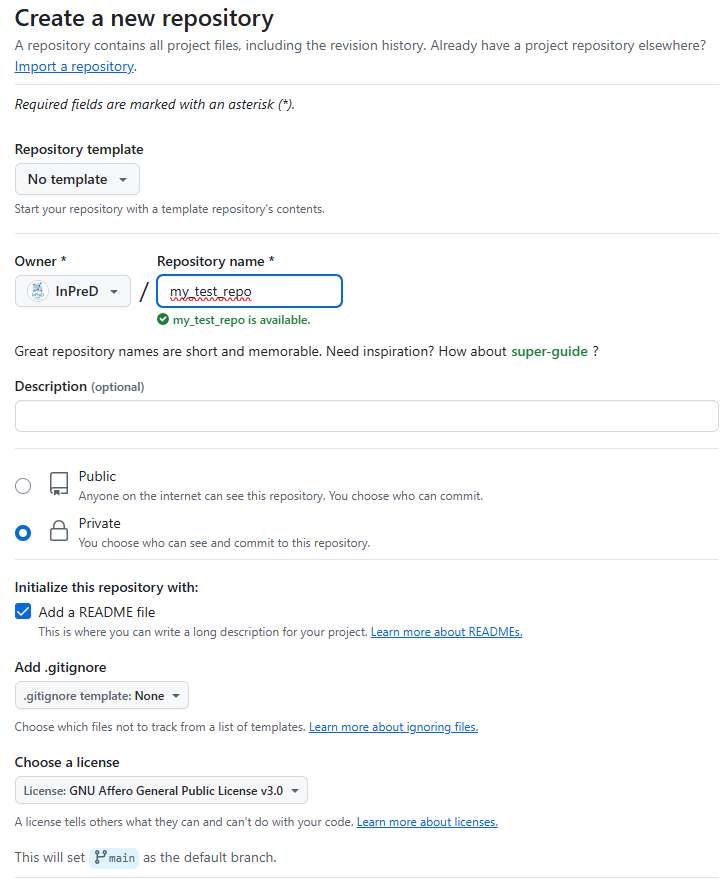 Create a new repository
A repository contains all project files, including the revision history. Already have a project repository elsewhere?
Import a repository.
Required fields are marked with an asterisk (*).
Repository template
No template
Start your repository with a template repository's contents.
Owner * Repository name *
InPreD InPreD / my_test_repo
my_test_repo is available.
Great repository names are short and memorable. Need inspiration? How about super-guide ?
Description (optional)
Public
Anyone on the internet can see this repository. You choose who can commit.
Private
You choose who can see and commit to this repository.
Initialize this repository with:
Add a README file
This is where you can write a long description for your project. Learn more about READMEs.
Add .gitignore
.gitignore template: None
Choose which files not to track from a list of templates. Learn more about ignoring files.
Choose a license
License: GNU Affero General Public License v3.0
A license tells others what they can and can't do with your code. Learn more about licenses.
This will set main as the default branch.